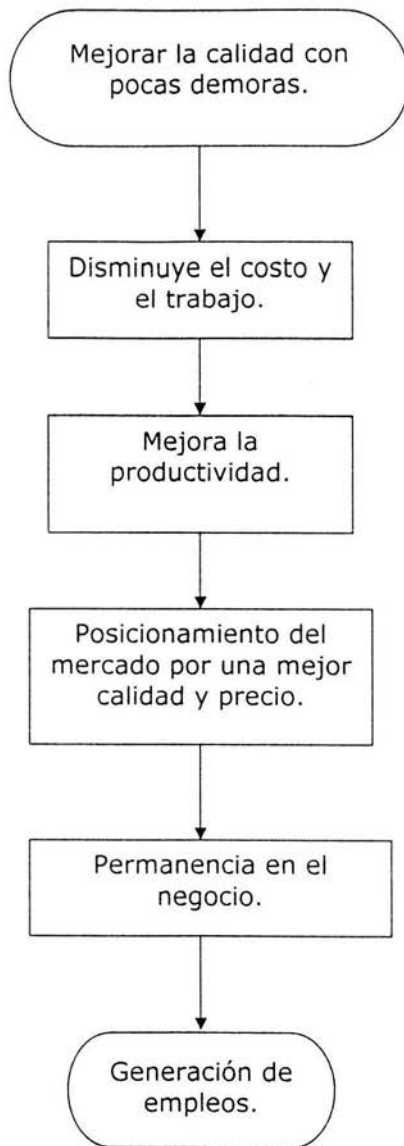 Mejorar la calidad con
pocas demoras.
Disminuye el costo y
el trabajo.
Mejora la
productividad.
Posicionamiento del
mercado por una mejor
calidad y precio.
Permanencia en el
negocio.
Generación de
empleos.